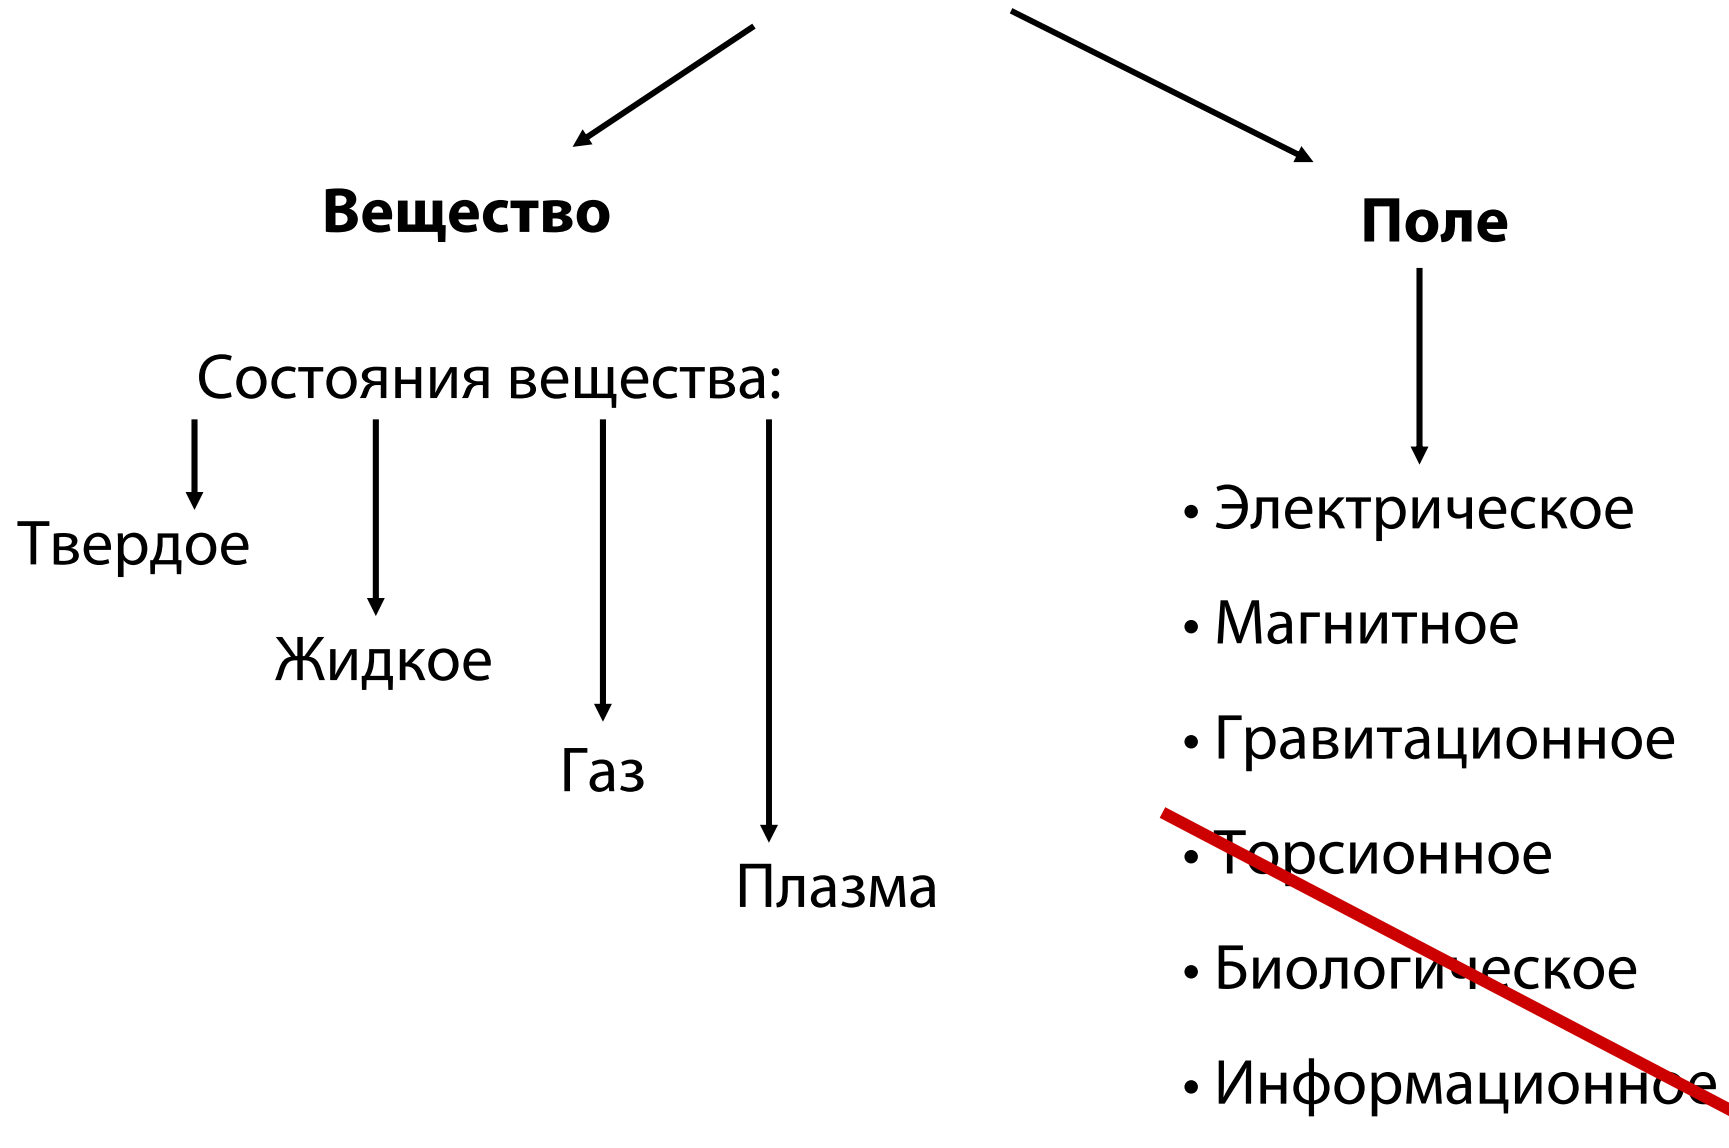 Вещество
Поле
Состояния вещества:
Твердое
Жидкое
Газ
Плазма
• Электрическое
• Магнитное
• Гравитационное
• Торсионное
• Биологическое
• Информационное